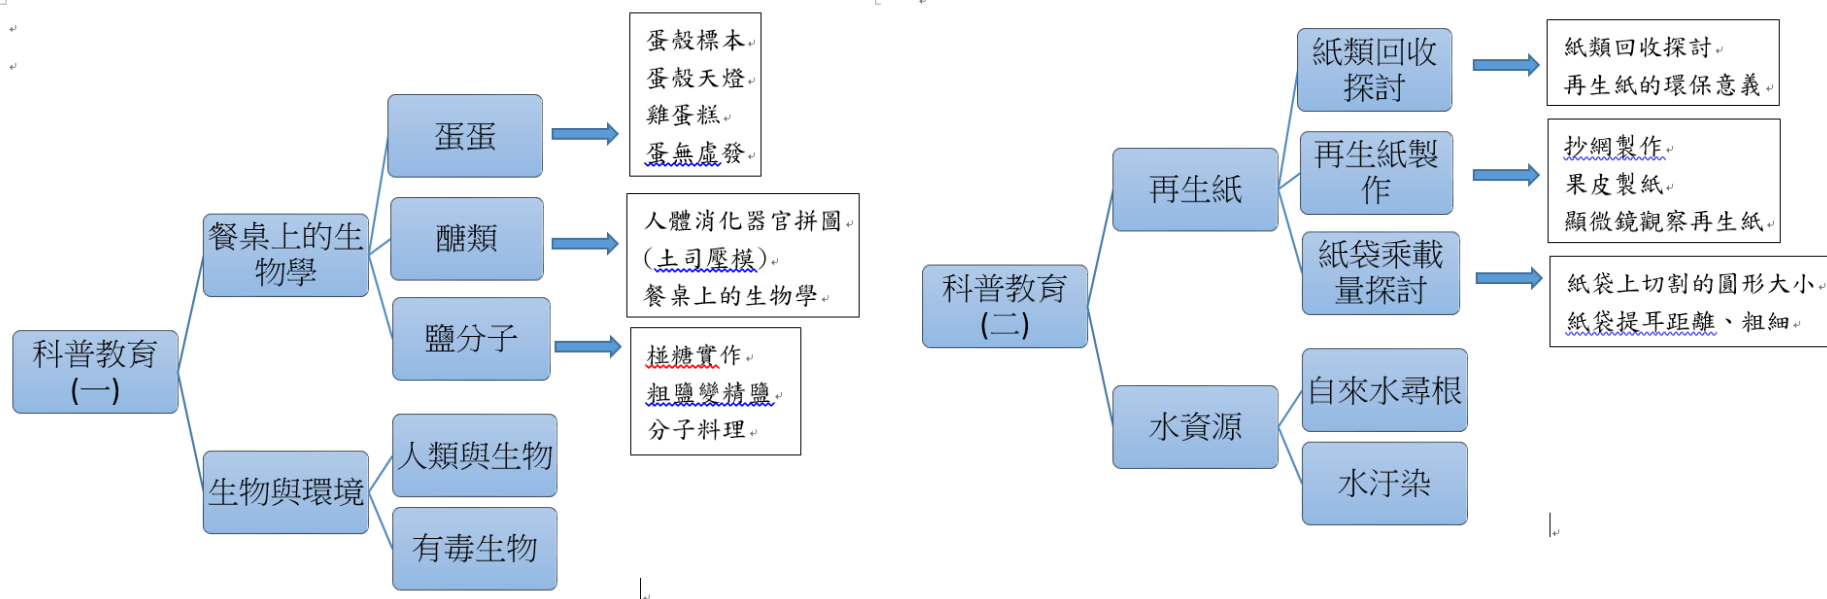 科普教育
(一)
餐桌上的生
物學
蛋蛋
蛋殼標本
蛋殼天燈
雞蛋糕
蛋無虛發
醣類
人體消化器官拼圖
(土司壓模)
餐桌上的生物學
鹽分子
椪糖實作
粗鹽變精鹽
分子料理
生物與環境
人類與生物
有毒生物
科普教育
(二)
再生紙
紙類回收
探討
紙類回收探討
再生紙的環保意義
再生紙製
作
抄網製作
果皮製紙
顯微鏡觀察再生紙
紙袋乘載
量探討
紙袋上切割的圓形大小
紙袋提耳距離、粗細
水資源
自來水尋根
水汙染